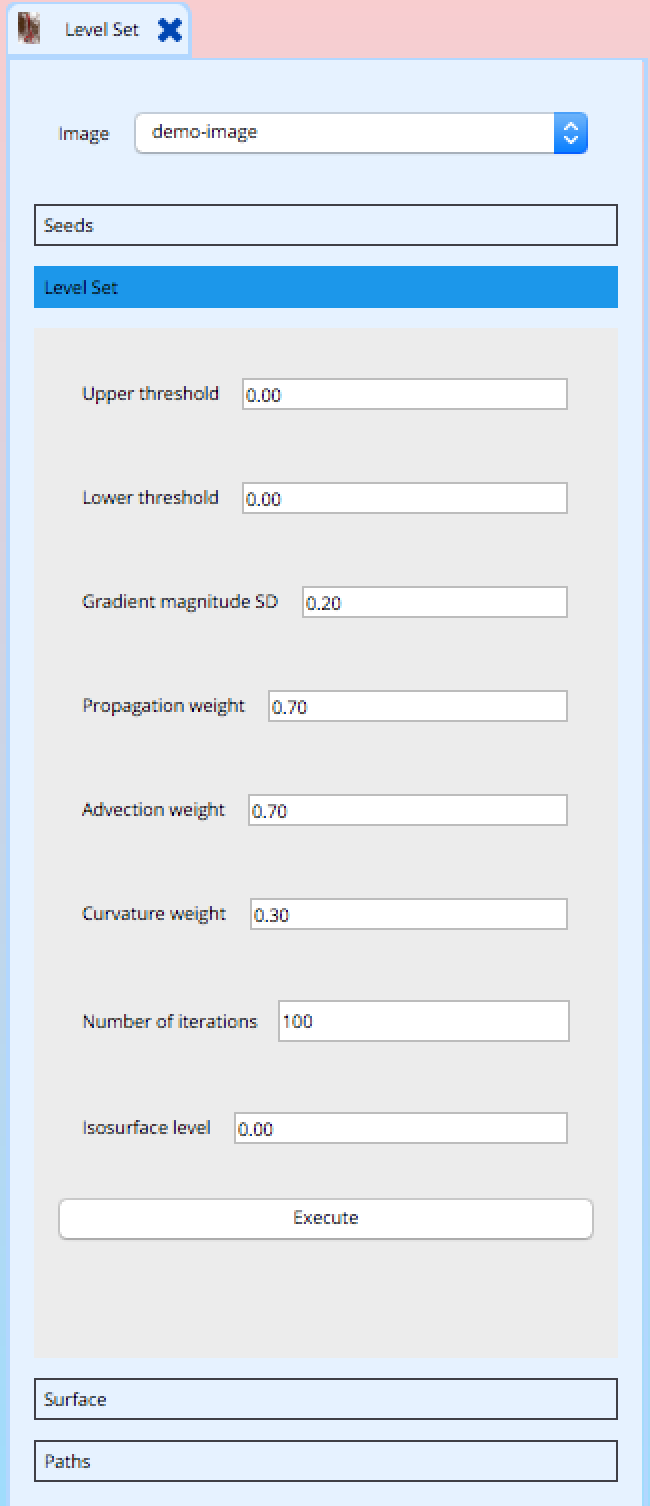 Level Set
Image demo-image
Seeds
Level Set
Upper threshold 0.00
Lower threshold 0.00
Gradient magnitude SD 0.20
Propagation weight 0.70
Advection weight 0.70
Curvature weight 0.30
Number of iterations 100
Isosurface level 0.00
Execute
Surface
Paths